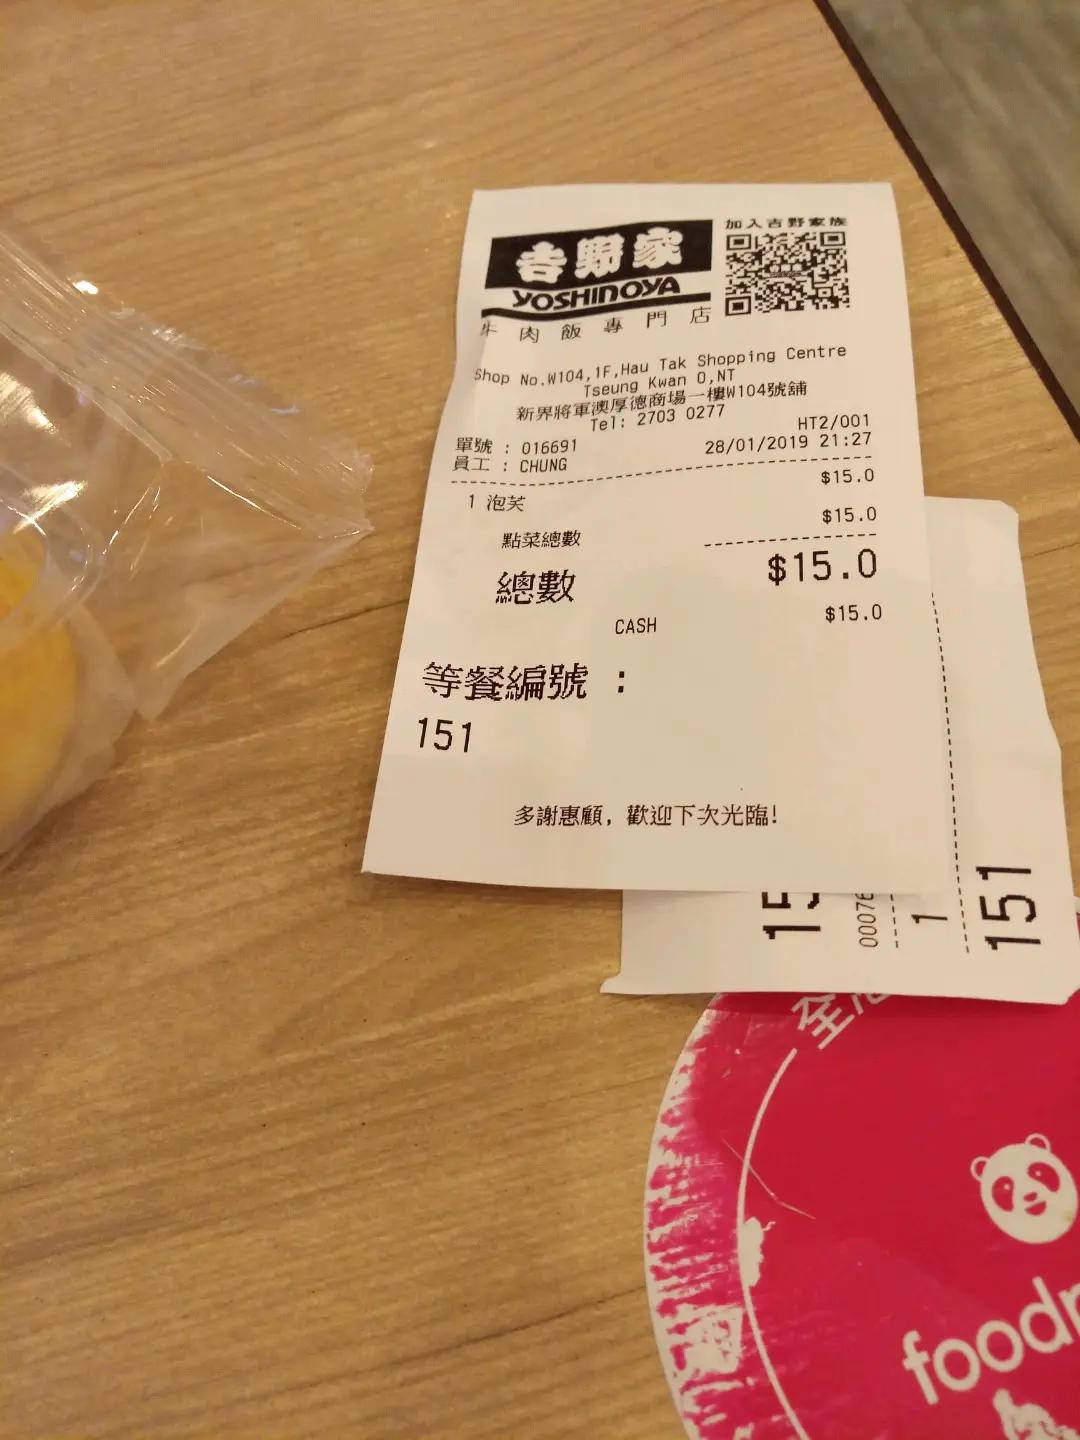 吉野家
YOSHINOYA
牛肉飯專門店
加入吉野家族
Shop No.W104,1F,Hau Tak Shopping Centre
Tseung Kwan O,NT
新界將軍澳厚德商場一樓W104號舖
Tel: 2703 0277
HT2/001
單號 : 016691
28/01/2019 21:27
員工 : CHUNG
1 泡芙 $15.0
點菜總數 $15.0
總數 $15.0
CASH $15.0
等餐編號 :
151
多謝惠顧, 歡迎下次光臨!
15
0007
1
151
全
food